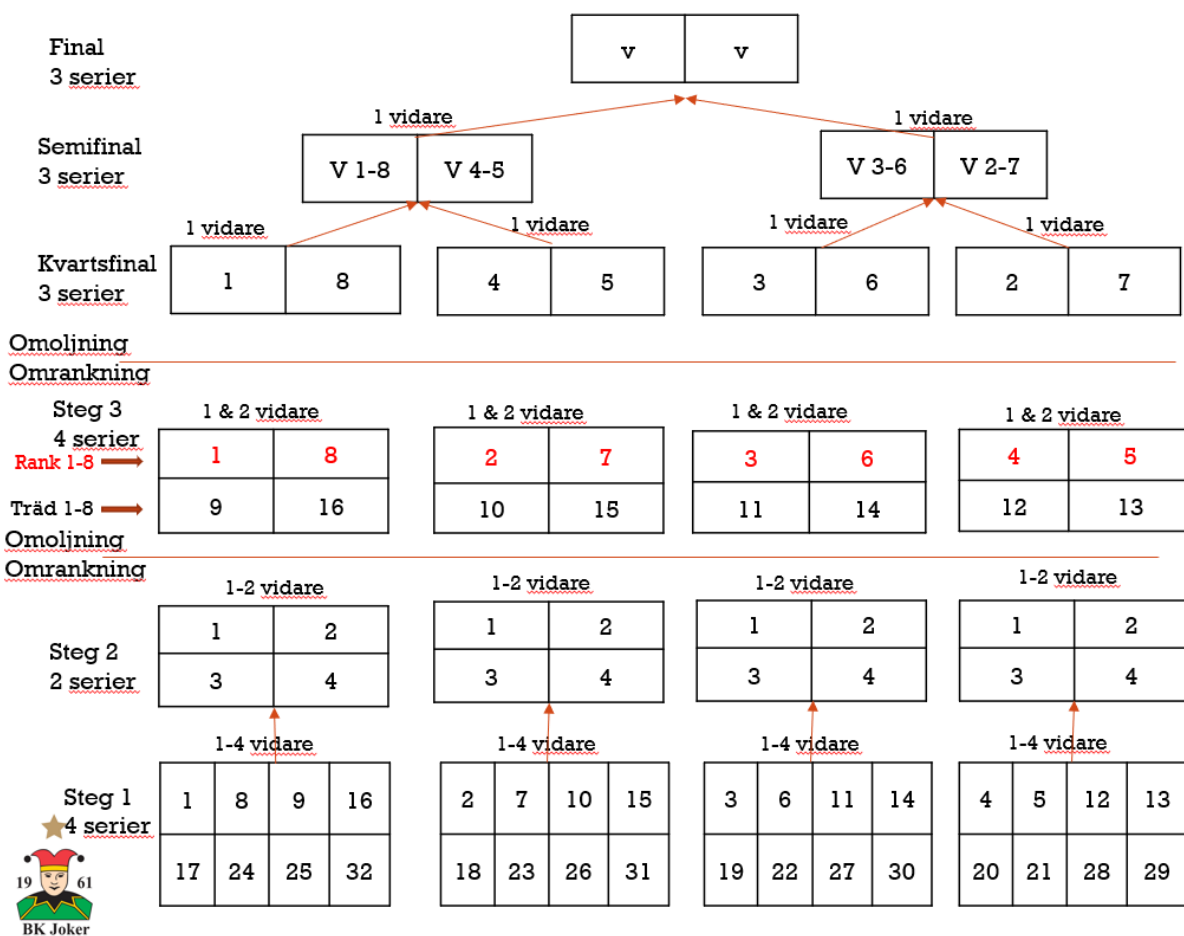 Final
3 serier
v v
1 vidare 1 vidare
Semifinal
3 serier
V 1-8 V 4-5 V 3-6 V 2-7
1 vidare 1 vidare 1 vidare 1 vidare
Kvartsfinal
3 serier
1 8 4 5 3 6 2 7
Omoljning
Omrankning
Steg 3
4 serier
1 & 2 vidare 1 & 2 vidare 1 & 2 vidare 1 & 2 vidare
Rank 1-8 1 8 2 7 3 6 4 5
Träd 1-8 9 16 10 15 11 14 12 13
Omoljning
Omrankning
1-2 vidare 1-2 vidare 1-2 vidare 1-2 vidare
Steg 2
2 serier
1 2 1 2 1 2 1 2
3 4 3 4 3 4 3 4
1-4 vidare 1-4 vidare 1-4 vidare 1-4 vidare
Steg 1
4 serier
1 8 9 16 2 7 10 15 3 6 11 14 4 5 12 13
17 24 25 32 18 23 26 31 19 22 27 30 20 21 28 29
19 61
BK Joker